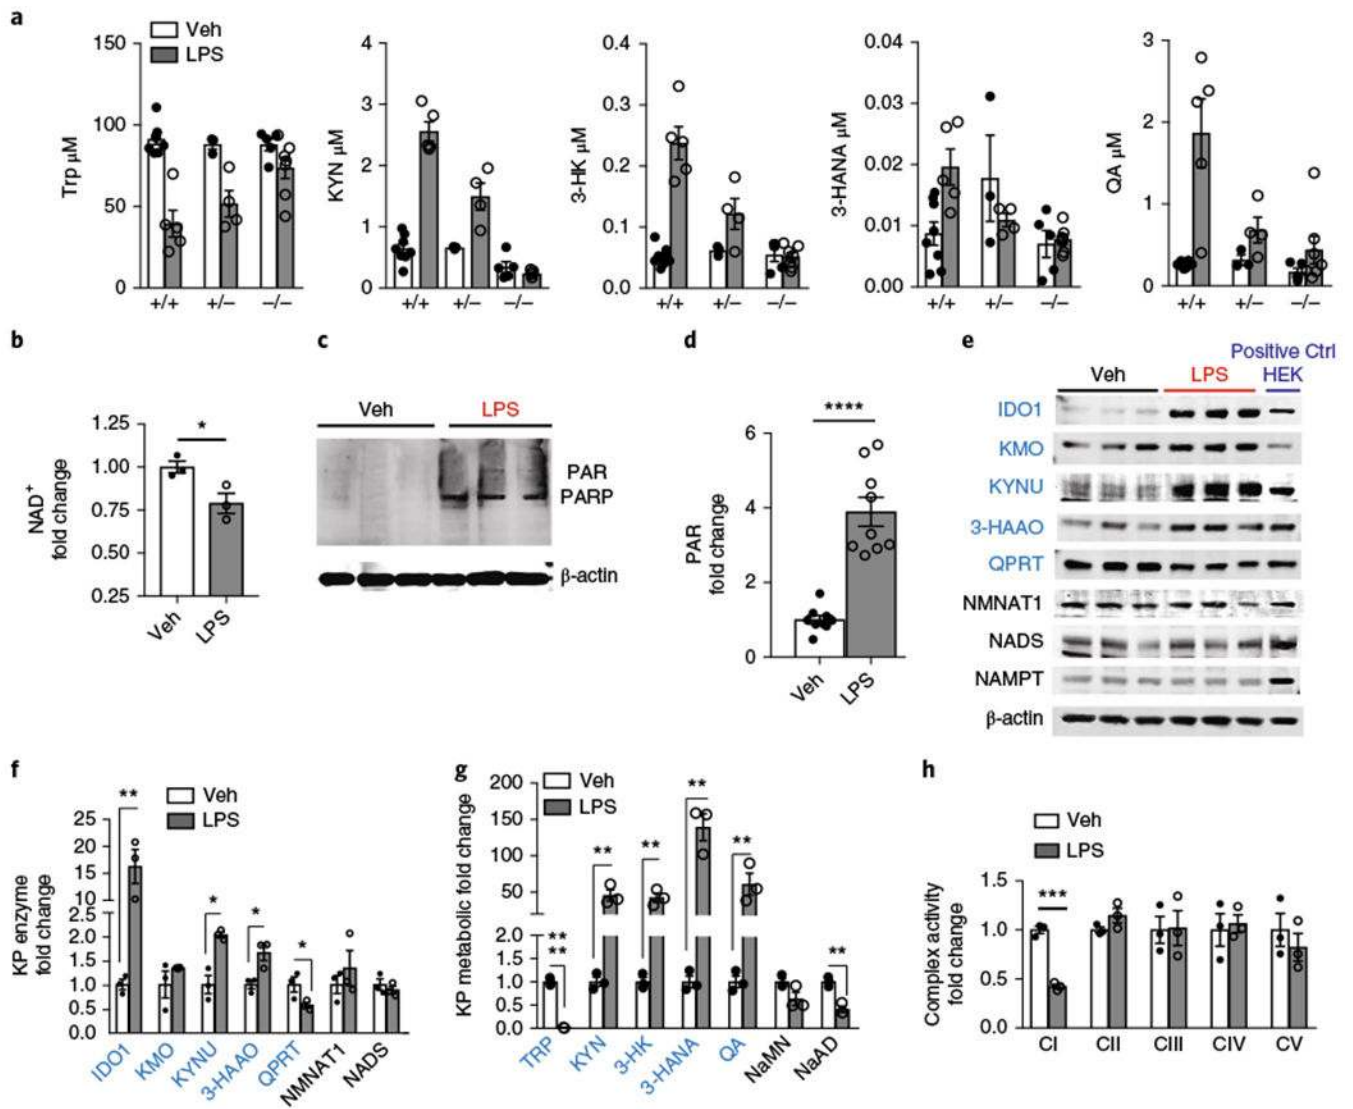 a
Veh
LPS
150
100
50
0
Trp μM
+/+ +/– –/–
4
3
2
1
0
KYN μM
+/+ +/– –/–
0.4
0.3
0.2
0.1
0.0
3-HK μM
+/+ +/– –/–
0.04
0.03
0.02
0.01
0.00
3-HANA μM
+/+ +/– –/–
3
2
1
0
QA μM
+/+ +/– –/–
b
1.25
1.00
0.75
0.50
0.25
NAD+
fold change
*
Veh LPS
c
Veh LPS
PAR
PARP
β-actin
d
6
4
2
0
PAR
fold change
****
Veh LPS
e
Positive Ctrl
Veh LPS HEK
IDO1
KMO
KYNU
3-HAAO
QPRT
NMNAT1
NADS
NAMPT
β-actin
f
Veh
LPS
25
20
15
10
2.5
2.0
1.5
1.0
0.5
0.0
KP enzyme
fold change
**
*
*
*
IDO1 KMO KYNU 3-HAAO QPRT NMNAT1 NADS
g
Veh
LPS
200
150
100
50
2.0
1.5
1.0
0.5
0.0
KP metabolic fold change
**
**
**
**
**
**
**
TRP KYN 3-HK 3-HANA QA NaMN NaAD
h
Veh
LPS
1.5
1.0
0.5
0.0
Complex activity
fold change
***
CI CII CIII CIV CV